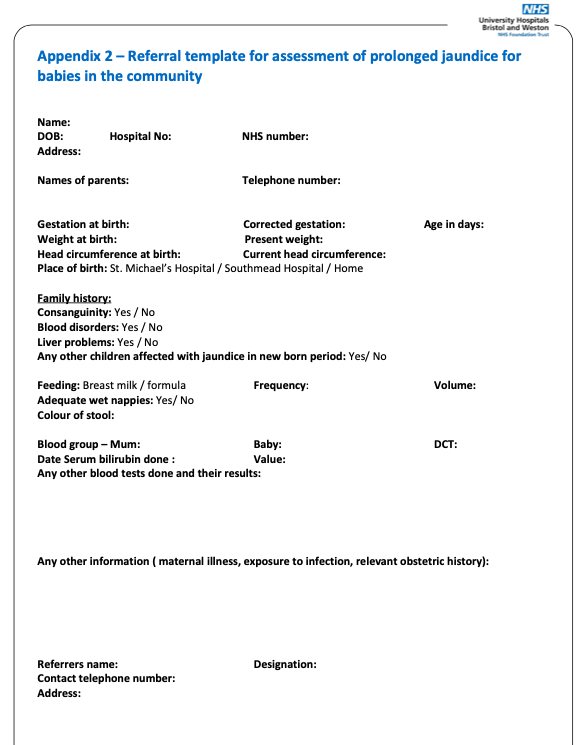 NHS
University Hospitals
Bristol and Weston
NHS Foundation Trust
Appendix 2 – Referral template for assessment of prolonged jaundice for
babies in the community
Name:
DOB: Hospital No: NHS number:
Address:
Names of parents: Telephone number:
Gestation at birth: Corrected gestation: Age in days:
Weight at birth: Present weight:
Head circumference at birth: Current head circumference:
Place of birth: St. Michael's Hospital / Southmead Hospital / Home
Family history:
Consanguinity: Yes / No
Blood disorders: Yes / No
Liver problems: Yes / No
Any other children affected with jaundice in new born period: Yes/ No
Feeding: Breast milk / formula Frequency: Volume:
Adequate wet nappies: Yes/ No
Colour of stool:
Blood group – Mum: Baby: DCT:
Date Serum bilirubin done : Value:
Any other blood tests done and their results:
Any other information ( maternal illness, exposure to infection, relevant obstetric history):
Referrers name: Designation:
Contact telephone number:
Address: